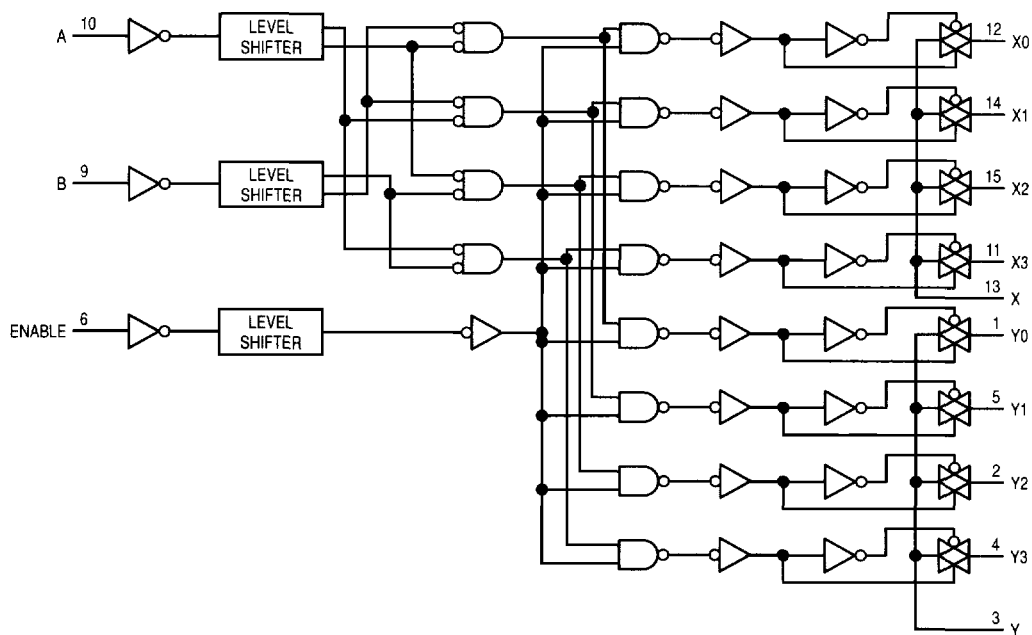 A 10 LEVEL SHIFTER
12 X0
14 X1
B 9 LEVEL SHIFTER
15 X2
11 X3
13 X
ENABLE 6 LEVEL SHIFTER
1 Y0
5 Y1
2 Y2
4 Y3
3 Y